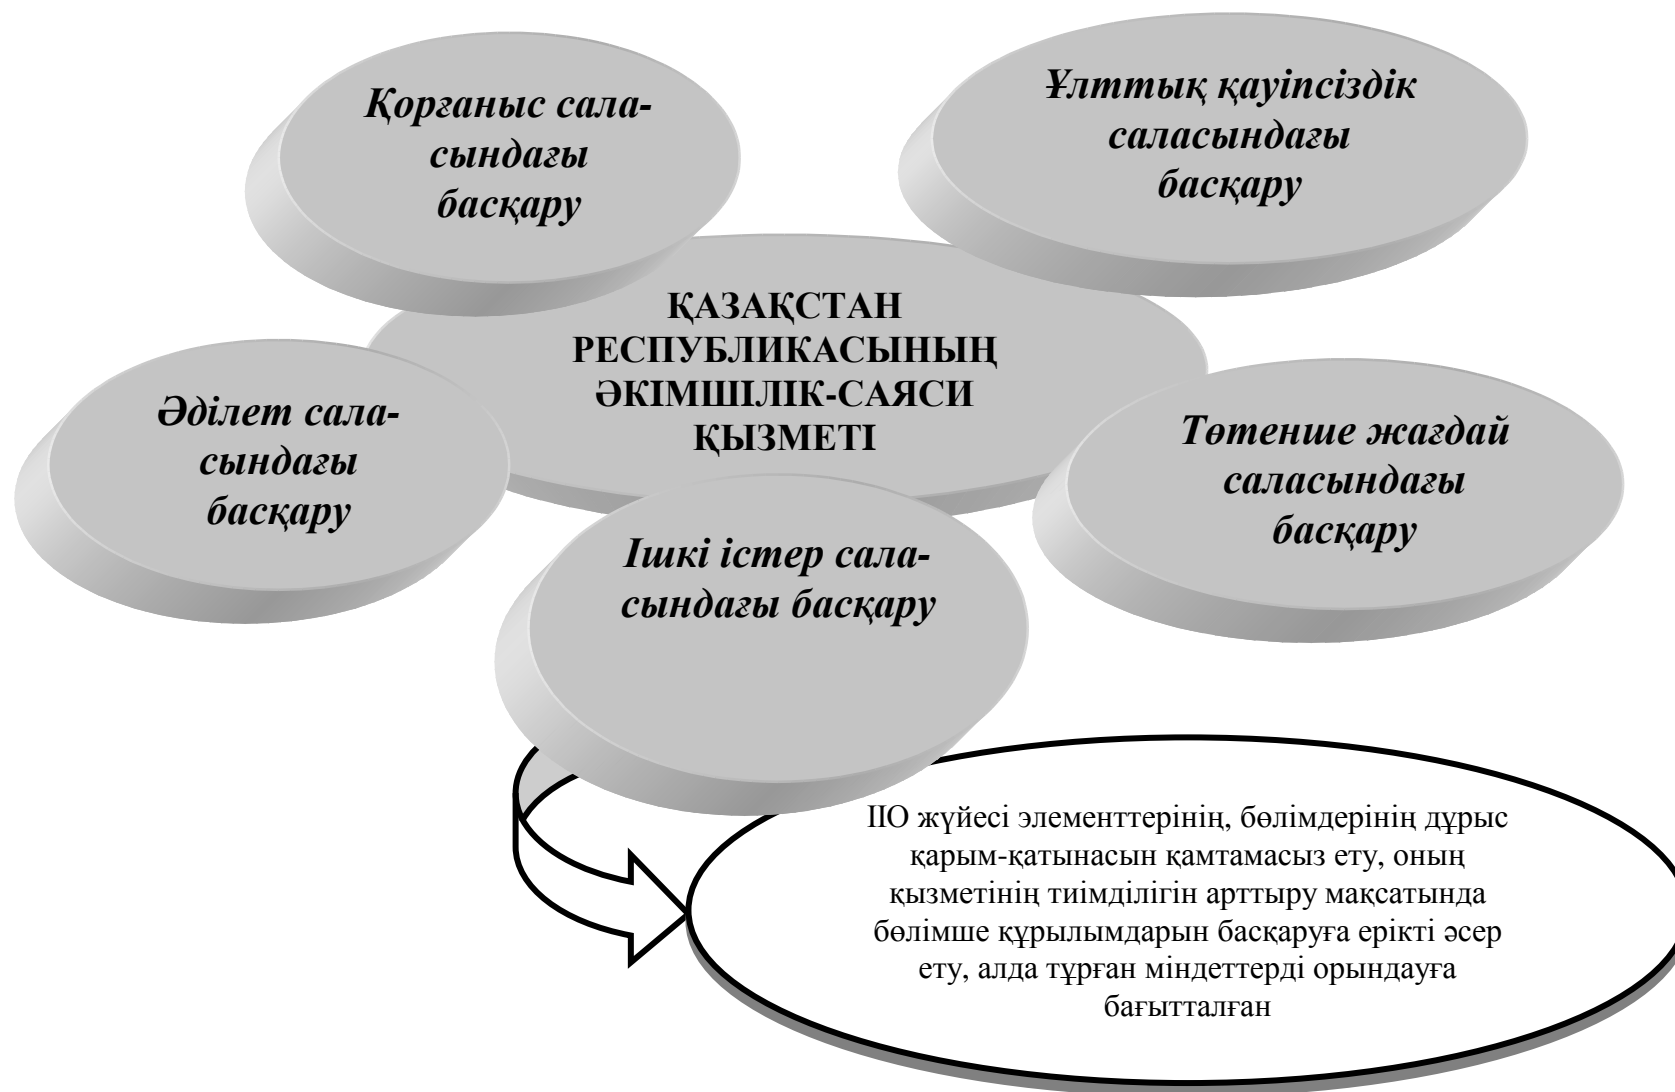 Қорғаныс сала-
сындағы
басқару
Ұлттық қауіпсіздік
саласындағы
басқару
ҚАЗАҚСТАН
РЕСПУБЛИКАСЫНЫҢ
ӘКІМШІЛІК-САЯСИ
ҚЫЗМЕТІ
Әділет сала-
сындағы
басқару
Төтенше жағдай
саласындағы
басқару
Ішкі істер сала-
сындағы басқару
ІІО жүйесі элементтерінің, бөлімдерінің дұрыс
қарым-қатынасын қамтамасыз ету, оның
қызметінің тиімділігін арттыру мақсатында
бөлімше құрылымдарын басқаруға ерікті әсер
ету, алда тұрған міндеттерді орындауға
бағытталған